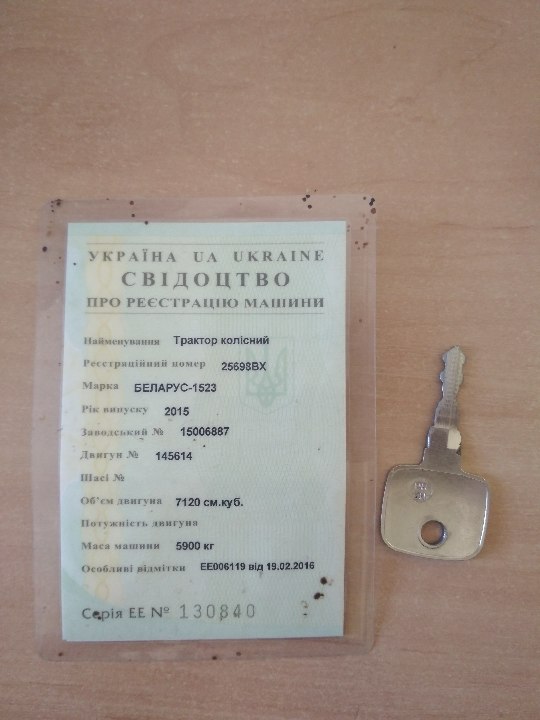 УКРАЇНА UA UKRAINE
СВІДОЦТВО
ПРО РЕЄСТРАЦІЮ МАШИНИ
Найменування Трактор колісний
Реєстраційний номер 25698ВХ
Марка БЕЛАРУС-1523
Рік випуску 2015
Заводський № 15006887
Двигун № 145614
Шасі №
Об'єм двигуна 7120 см.куб.
Потужність двигуна
Маса машини 5900 кг
Особливі відмітки ЕЕ006119 від 19.02.2016
Серія ЕЕ № 130840